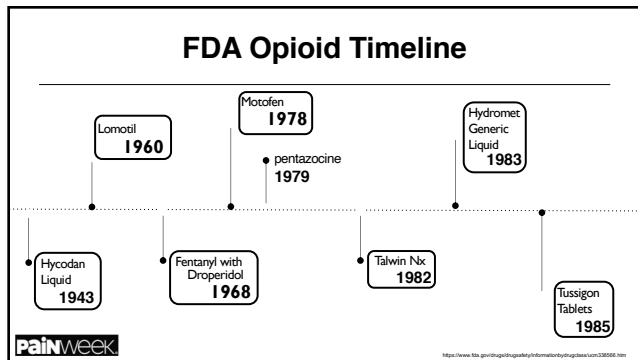 FDA Opioid Timeline
Lomotil
1960
Motofen
1978
pentazocine
1979
Hydromet
Generic
Liquid
1983
Hycodan
Liquid
1943
Fentanyl with
Droperidol
1968
Talwin Nx
1982
Tussigon
Tablets
1985
PAINWEEK.
https://www.fda.gov/drugs/drugsafety/informationbydrugclass/ucm338566.htm